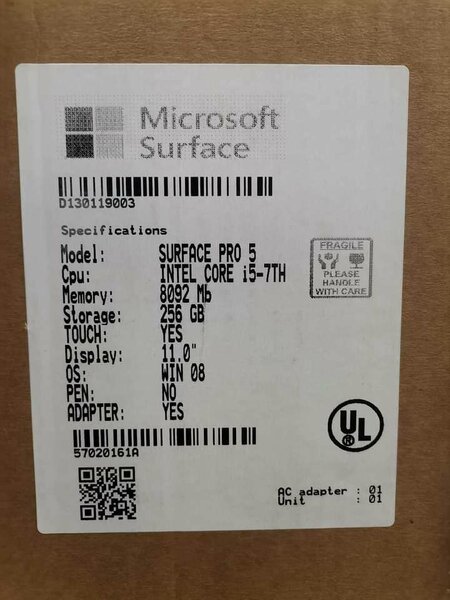 Microsoft
Surface
D130119003
Specifications
Model: SURFACE PRO 5
Cpu: INTEL CORE i5-7TH
Memory: 8092 Mb
Storage: 256 GB
TOUCH: YES
Display: 11.0"
OS: WIN 08
PEN: NO
ADAPTER: YES
FRAGILE
PLEASE
HANDLE
WITH CARE
UL
®
57020161A
AC adapter : 01
Unit : 01